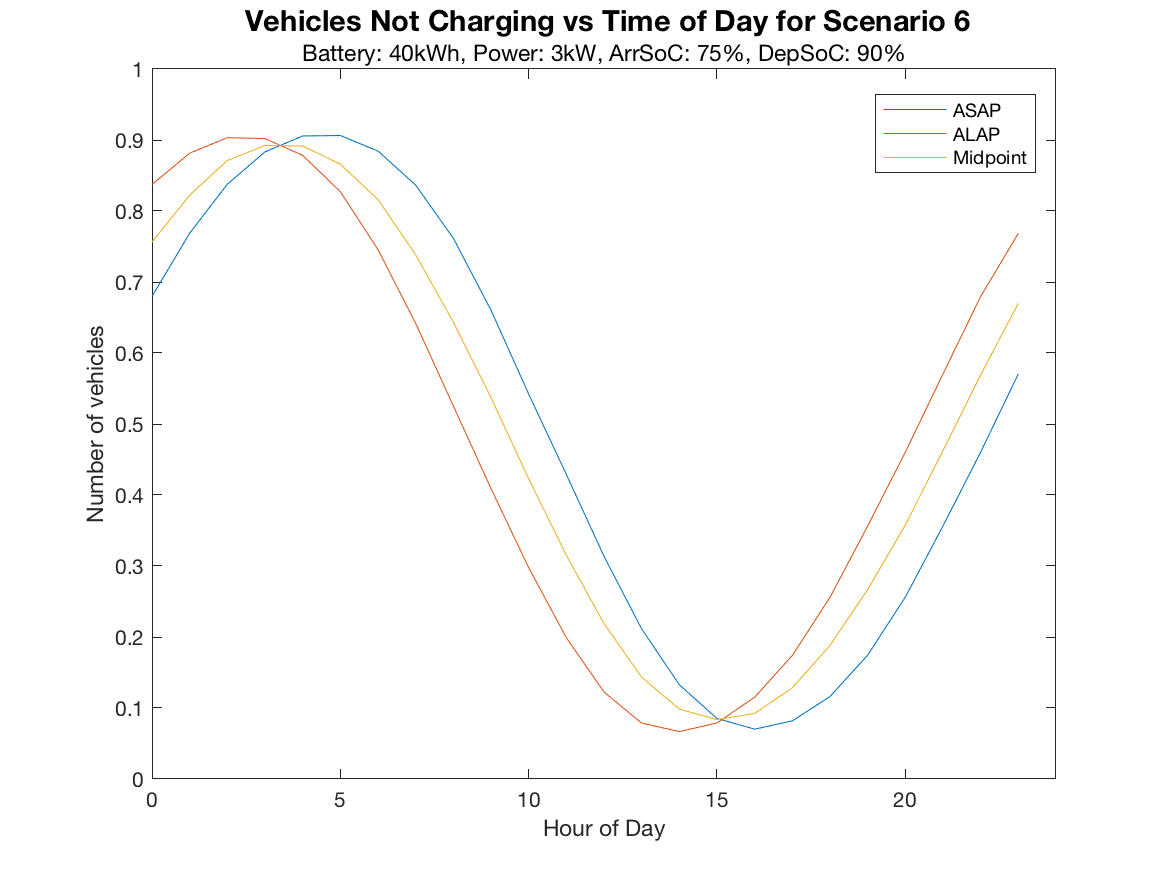 Vehicles Not Charging vs Time of Day for Scenario 6
Battery: 40kWh, Power: 3kW, ArrSoC: 75%, DepSoC: 90%
1
0.9
0.8
0.7
0.6
0.5
0.4
0.3
0.2
0.1
0
Number of vehicles
ASAP
ALAP
Midpoint
0 5 10 15 20
Hour of Day